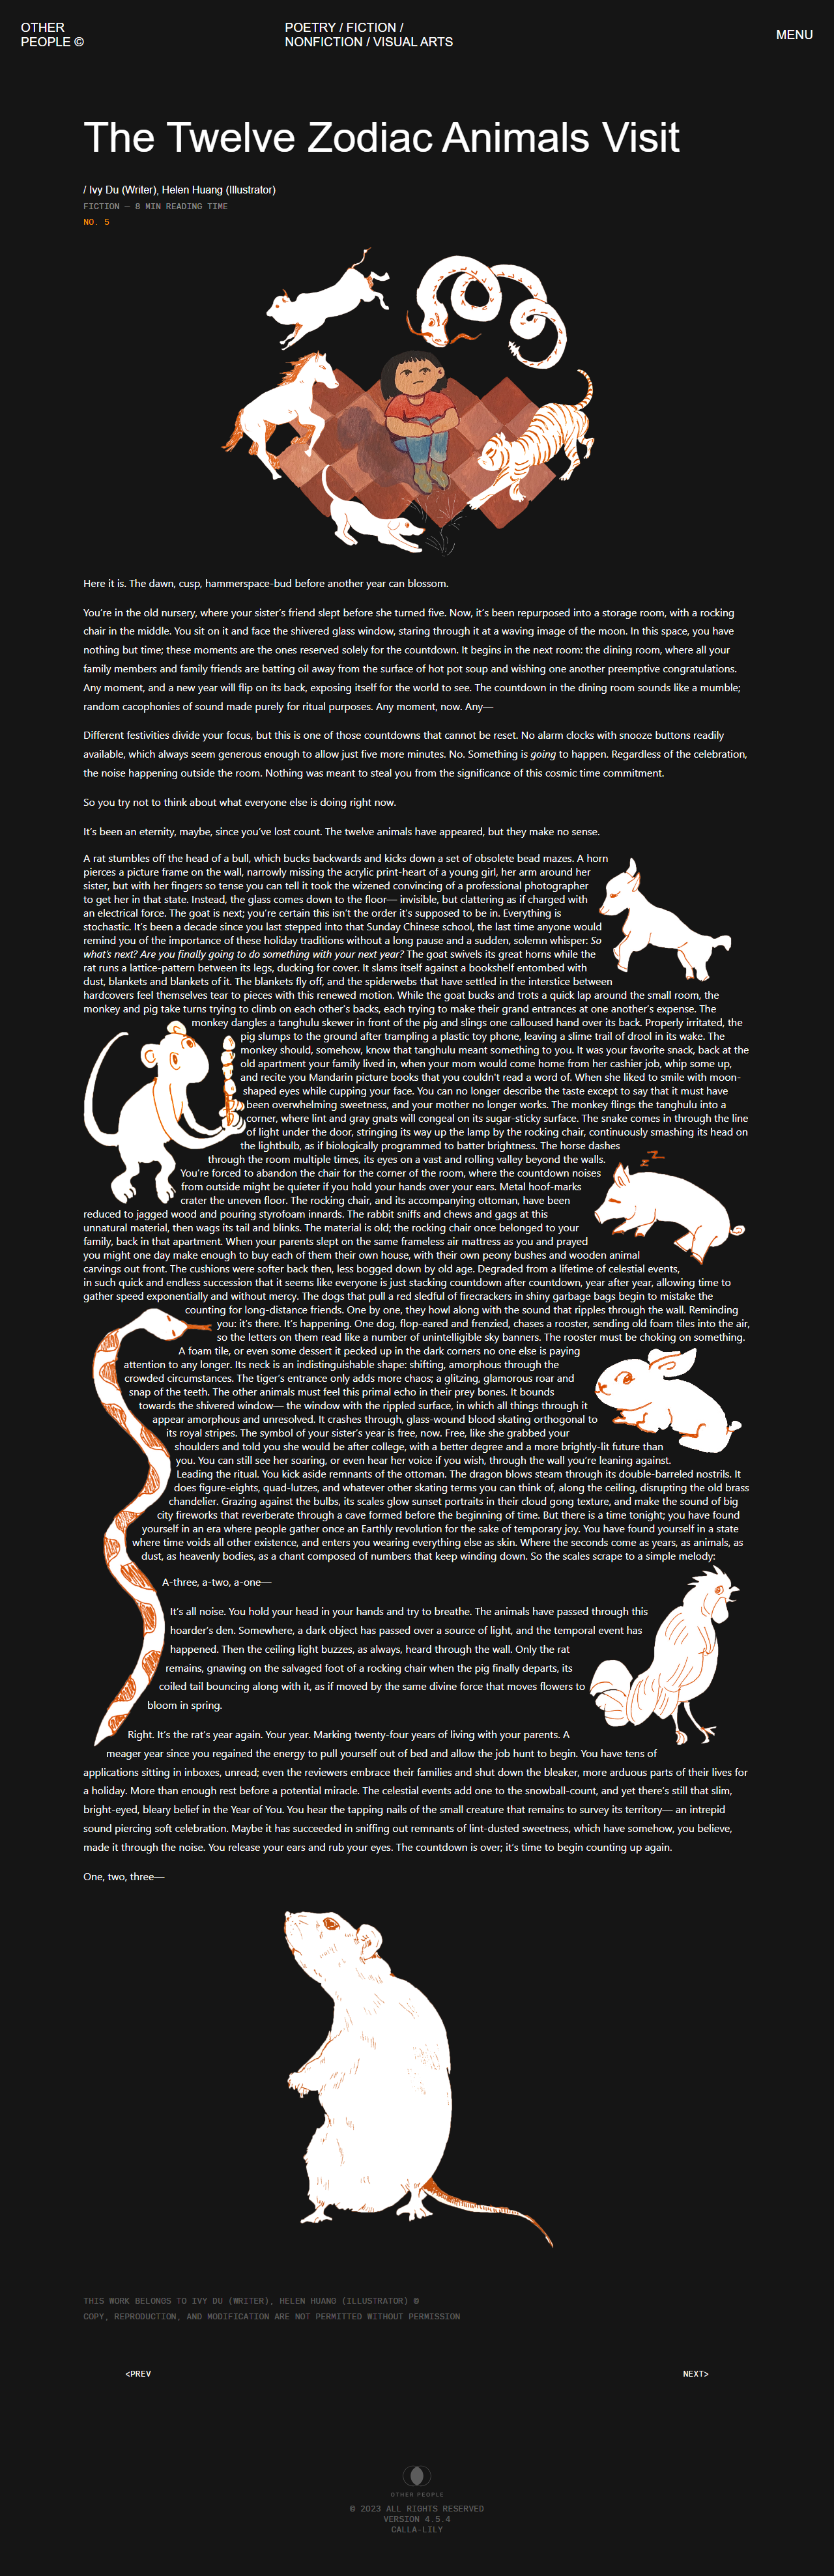 OTHER
PEOPLE ©
POETRY / FICTION /
NONFICTION / VISUAL ARTS
MENU
The Twelve Zodiac Animals Visit
/ Ivy Du (Writer), Helen Huang (Illustrator)
FICTION — 8 MIN READING TIME
NO. 5
Here it is. The dawn, cusp, hammerspace-bud before another year can blossom.
You're in the old nursery, where your sister's friend slept before she turned five. Now, it's been repurposed into a storage room, with a rocking
chair in the middle. You sit on it and face the shivered glass window, staring through it at a waving image of the moon. In this space, you have
nothing but time; these moments are the ones reserved solely for the countdown. It begins in the next room: the dining room, where all your
family members and family friends are batting oil away from the surface of hot pot soup and wishing one another preemptive congratulations.
Any moment, and a new year will flip on its back, exposing itself for the world to see. The countdown in the dining room sounds like a mumble;
random cacophonies of sound made purely for ritual purposes. Any moment, now. Any—
Different festivities divide your focus, but this is one of those countdowns that cannot be reset. No alarm clocks with snooze buttons readily
available, which always seem generous enough to allow just five more minutes. No. Something is going to happen. Regardless of the celebration,
the noise happening outside the room. Nothing was meant to steal you from the significance of this cosmic time commitment.
So you try not to think about what everyone else is doing right now.
It's been an eternity, maybe, since you've lost count. The twelve animals have appeared, but they make no sense.
A rat stumbles off the head of a bull, which bucks backwards and kicks down a set of obsolete bead mazes. A horn
pierces a picture frame on the wall, narrowly missing the acrylic print-heart of a young girl, her arm around her
sister, but with her fingers so tense you can tell it took the wizened convincing of a professional photographer
to get her in that state. Instead, the glass comes down to the floor— invisible, but clattering as if charged with
an electrical force. The goat is next; you're certain this isn't the order it's supposed to be in. Everything is
stochastic. It's been a decade since you last stepped into that Sunday Chinese school, the last time anyone would
remind you of the importance of these holiday traditions without a long pause and a sudden, solemn whisper: So
what's next? Are you finally going to do something with your next year? The goat swivels its great horns while the
rat runs a lattice-pattern between its legs, ducking for cover. It slams itself against a bookshelf entombed with
dust, blankets and blankets of it. The blankets fly off, and the spiderwebs that have settled in the interstice between
hardcovers feel themselves tear to pieces with this renewed motion. While the goat bucks and trots a quick lap around the small room, the
monkey and pig take turns trying to climb on each other's backs, each trying to make their grand entrances at one another's expense. The
monkey dangles a tanghulu skewer in front of the pig and slings one calloused hand over its back. Properly irritated, the
pig slumps to the ground after trampling a plastic toy phone, leaving a slime trail of drool in its wake. The
monkey should, somehow, know that tanghulu meant something to you. It was your favorite snack, back at the
old apartment your family lived in, when your mom would come home from her cashier job, whip some up,
and recite you Mandarin picture books that you couldn't read a word of. When she liked to smile with moon-
shaped eyes while cupping your face. You can no longer describe the taste except to say that it must have
been overwhelming sweetness, and your mother no longer works. The monkey flings the tanghulu into a
corner, where lint and gray gnats will congeal on its sugar-sticky surface. The snake comes in through the line
of light under the door, stringing its way up the lamp by the rocking chair, continuously smashing its head on
the lightbulb, as if biologically programmed to batter brightness. The horse dashes
through the room multiple times, its eyes on a vast and rolling valley beyond the walls.
You're forced to abandon the chair for the corner of the room, where the countdown noises
from outside might be quieter if you hold your hands over your ears. Metal hoof-marks
crater the uneven floor. The rocking chair, and its accompanying ottoman, have been
reduced to jagged wood and pouring styrofoam innards. The rabbit sniffs and chews and gags at this
unnatural material, then wags its tail and blinks. The material is old; the rocking chair once belonged to your
family, back in that apartment. When your parents slept on the same frameless air mattress as you and prayed
you might one day make enough to buy each of them their own house, with their own peony bushes and wooden animal
carvings out front. The cushions were softer back then, less bogged down by old age. Degraded from a lifetime of celestial events,
in such quick and endless succession that it seems like everyone is just stacking countdown after countdown, year after year, allowing time to
gather speed exponentially and without mercy. The dogs that pull a red sledful of firecrackers in shiny garbage bags begin to mistake the
counting for long-distance friends. One by one, they howl along with the sound that ripples through the wall. Reminding
you: it's there. It's happening. One dog, flop-eared and frenzied, chases a rooster, sending old foam tiles into the air,
so the letters on them read like a number of unintelligible sky banners. The rooster must be choking on something.
A foam tile, or even some dessert it pecked up in the dark corners no one else is paying
attention to any longer. Its neck is an indistinguishable shape: shifting, amorphous through the
crowded circumstances. The tiger's entrance only adds more chaos; a glitzing, glamorous roar and
snap of the teeth. The other animals must feel this primal echo in their prey bones. It bounds
towards the shivered window— the window with the rippled surface, in which all things through it
appear amorphous and unresolved. It crashes through, glass-wound blood skating orthogonal to
its royal stripes. The symbol of your sister's year is free, now. Free, like she grabbed your
shoulders and told you she would be after college, with a better degree and a more brightly-lit future than
you. You can still see her soaring, or even hear her voice if you wish, through the wall you're leaning against.
Leading the ritual. You kick aside remnants of the ottoman. The dragon blows steam through its double-barreled nostrils. It
does figure-eights, quad-lutzes, and whatever other skating terms you can think of, along the ceiling, disrupting the old brass
chandelier. Grazing against the bulbs, its scales glow sunset portraits in their cloud gong texture, and make the sound of big
city fireworks that reverberate through a cave formed before the beginning of time. But there is a time tonight; you have found
yourself in an era where people gather once an Earthly revolution for the sake of temporary joy. You have found yourself in a state
where time voids all other existence, and enters you wearing everything else as skin. Where the seconds come as years, as animals, as
dust, as heavenly bodies, as a chant composed of numbers that keep winding down. So the scales scrape to a simple melody:
A-three, a-two, a-one—
It's all noise. You hold your head in your hands and try to breathe. The animals have passed through this
hoarder's den. Somewhere, a dark object has passed over a source of light, and the temporal event has
happened. Then the ceiling light buzzes, as always, heard through the wall. Only the rat
remains, gnawing on the salvaged foot of a rocking chair when the pig finally departs, its
coiled tail bouncing along with it, as if moved by the same divine force that moves flowers to
bloom in spring.
Right. It's the rat's year again. Your year. Marking twenty-four years of living with your parents. A
meager year since you regained the energy to pull yourself out of bed and allow the job hunt to begin. You have tens of
applications sitting in inboxes, unread; even the reviewers embrace their families and shut down the bleaker, more arduous parts of their lives for
a holiday. More than enough rest before a potential miracle. The celestial events add one to the snowball-count, and yet there's still that slim,
bright-eyed, bleary belief in the Year of You. You hear the tapping nails of the small creature that remains to survey its territory— an intrepid
sound piercing soft celebration. Maybe it has succeeded in sniffing out remnants of lint-dusted sweetness, which have somehow, you believe,
made it through the noise. You release your ears and rub your eyes. The countdown is over; it's time to begin counting up again.
One, two, three—
THIS WORK BELONGS TO IVY DU (WRITER), HELEN HUANG (ILLUSTRATOR) ©
COPY, REPRODUCTION, AND MODIFICATION ARE NOT PERMITTED WITHOUT PERMISSION
<PREV
NEXT>
OTHER PEOPLE
© 2023 ALL RIGHTS RESERVED
VERSION 4.5.4
CALLA-LILY